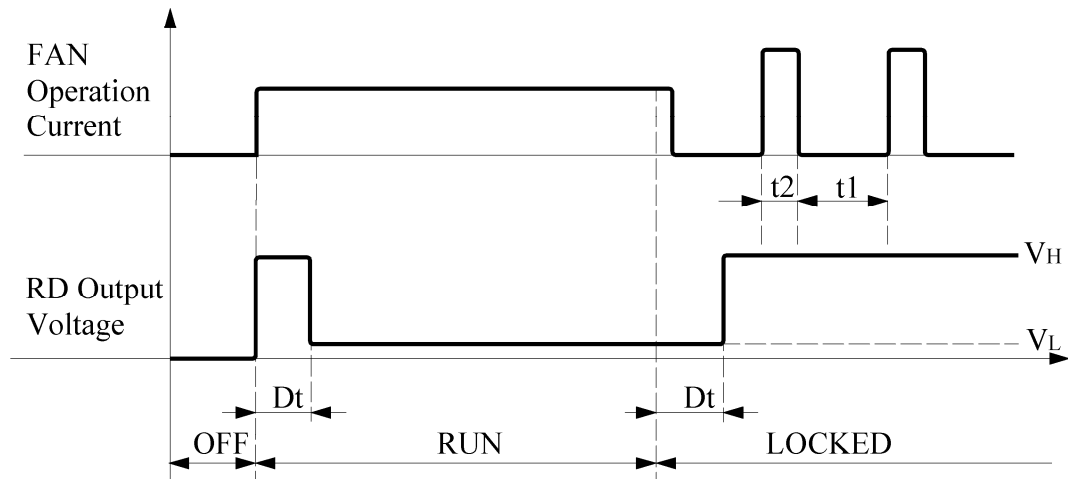 FAN
Operation
Current
t2
t1
VH
RD Output
Voltage
VL
Dt
Dt
OFF
RUN
LOCKED